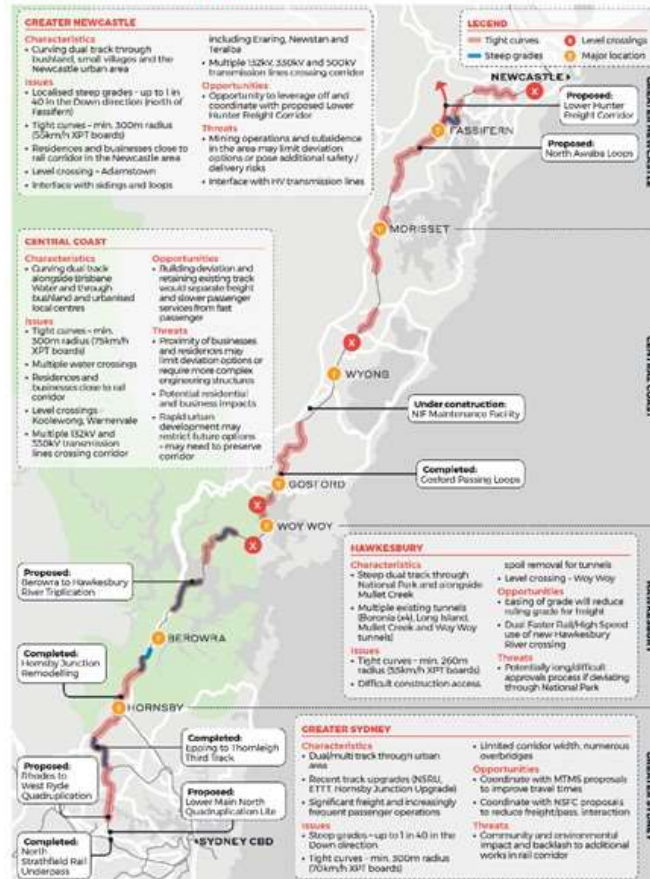 GREATER NEWCASTLE
Characteristics
• Curving dual track through
bushland, small villages and the
Newcastle urban area
Issues
• Localised steep grades - up to 1 in
40 in the Down direction (north of
Fassifern)
• Tight curves - min. 300m radius
(55km/h XPT boards)
• Residences and businesses close to
rail corridor in the Newcastle area
• Level crossing - Adamstown
• Interface with sidings and loops
including Eraring, Newstan and
Teralba
• Multiple 132kV, 330kV and 500kV
transmission lines crossing corridor
Opportunities
• Opportunity to leverage off and
coordinate with proposed Lower
Hunter Freight Corridor
Threats
• Mining operations and subsidence
in the area may limit deviation
options or pose additional safety /
delivery risks
• Interface with HV transmission lines
LEGEND
Tight curves
Steep grades
X Level crossings
Major location
NEWCASTLE
X
Proposed:
Lower Hunter
Freight Corridor
FASSIFERN
Proposed:
North Awaba Loops
MORISSET
CENTRAL COAST
Characteristics
• Curving dual track
alongside Brisbane
Water and through
bushland and urbanised
local centres
Issues
• Tight curves - min.
300m radius (75km/h
XPT boards)
• Multiple water crossings
• Residences and
businesses close to rail
corridor
• Level crossings -
Koolewong, Warnervale
• Multiple 132kV and
330kV transmission
lines crossing corridor
Opportunities
• Building deviation and
retaining existing track
would separate freight
and slower passenger
services from fast
passenger
Threats
• Proximity of businesses
and residences may
limit deviation options or
require more complex
engineering structures
• Potential residential
and business impacts
• Rapid urban
development may
restrict future options
- may need to preserve
corridor
X
WYONG
Under construction:
NIF Maintenance Facility
Completed:
Gosford Passing Loops
GOSFORD
X
WOY WOY
X
Proposed:
Berowra to Hawkesbury
River Triplication
BEROWRA
HAWKESBURY
Characteristics
• Steep dual track through
National Park and alongside
Mullet Creek
• Multiple existing tunnels
(Boronia (x4), Long Island,
Mullet Creek and Woy Woy
tunnels)
Issues
• Tight curves - min. 260m
radius (55km/h XPT boards)
• Difficult construction access,
spoil removal for tunnels
• Level crossing - Woy Woy
Opportunities
• Easing of grade will reduce
ruling grade for freight
• Dual Faster Rail/High Speed
use of new Hawkesbury
River crossing
Threats
• Potentially long/difficult
approvals process if deviating
through National Park
Completed:
Hornsby Junction
Remodelling
HORNSBY
Completed:
Epping to Thornleigh
Third Track
Proposed:
Rhodes to
West Ryde
Quadruplication
Proposed:
Lower Main North
Quadruplication Lite
SYDNEY CBD
Completed:
North
Strathfield Rail
Underpass
GREATER SYDNEY
Characteristics
• Dual/multi track through urban
area
• Recent track upgrades (NSRU,
ETTT, Hornsby Junction Upgrade)
• Significant freight and increasingly
frequent passenger operations
Issues
• Steep grades - up to 1 in 40 in the
Down direction
• Tight curves - min. 300m radius
(70km/h XPT boards)
• Limited corridor width, numerous
overbridges
Opportunities
• Coordinate with MTMS proposals
to improve travel times
• Coordinate with NSFC proposals
to reduce freight/pass. interaction
Threats
• Community and environmental
impact and backlash to additional
works in rail corridor